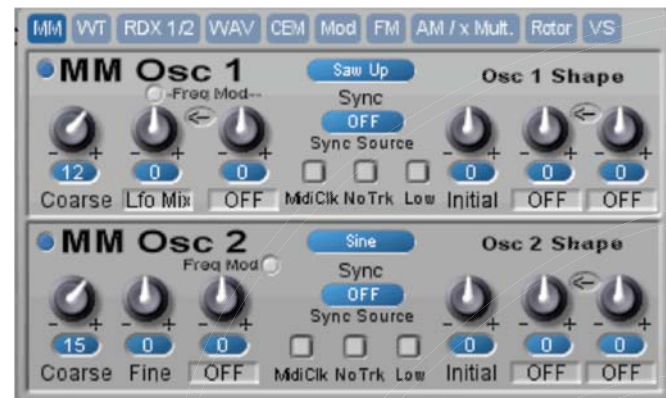 MM WT RDX 1/2 WAV CEM Mod FM AM / x Mult. Rotor VS
MM Osc 1 Saw Up Osc 1 Shape
-Freq Mod-- Sync
OFF
Sync Source
- + - + - + - + - + - +
12 0 0 0 0 0
Coarse Lfo Mix OFF MidiClk NoTrk Low Initial OFF OFF
MM Osc 2 Sine Osc 2 Shape
Freq Mod Sync
OFF
Sync Source
- + - + - + - + - + - +
15 0 0 0 0 0
Coarse Fine OFF MidiClk NoTrk Low Initial OFF OFF